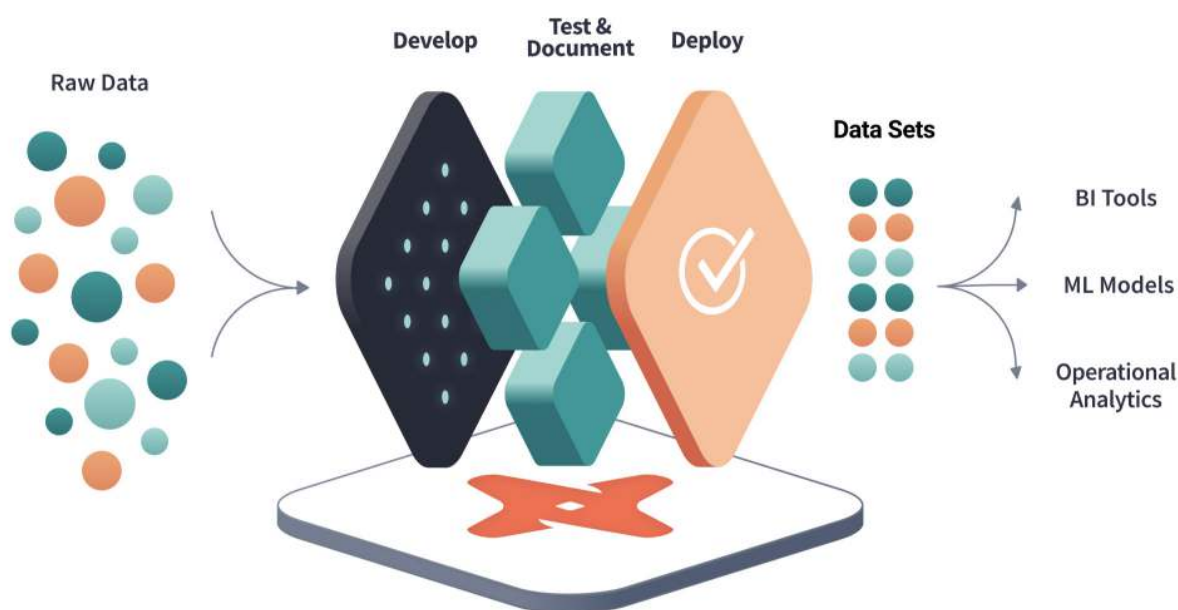 Raw Data
Develop
Test &
Document
Deploy
Data Sets
BI Tools
ML Models
Operational
Analytics